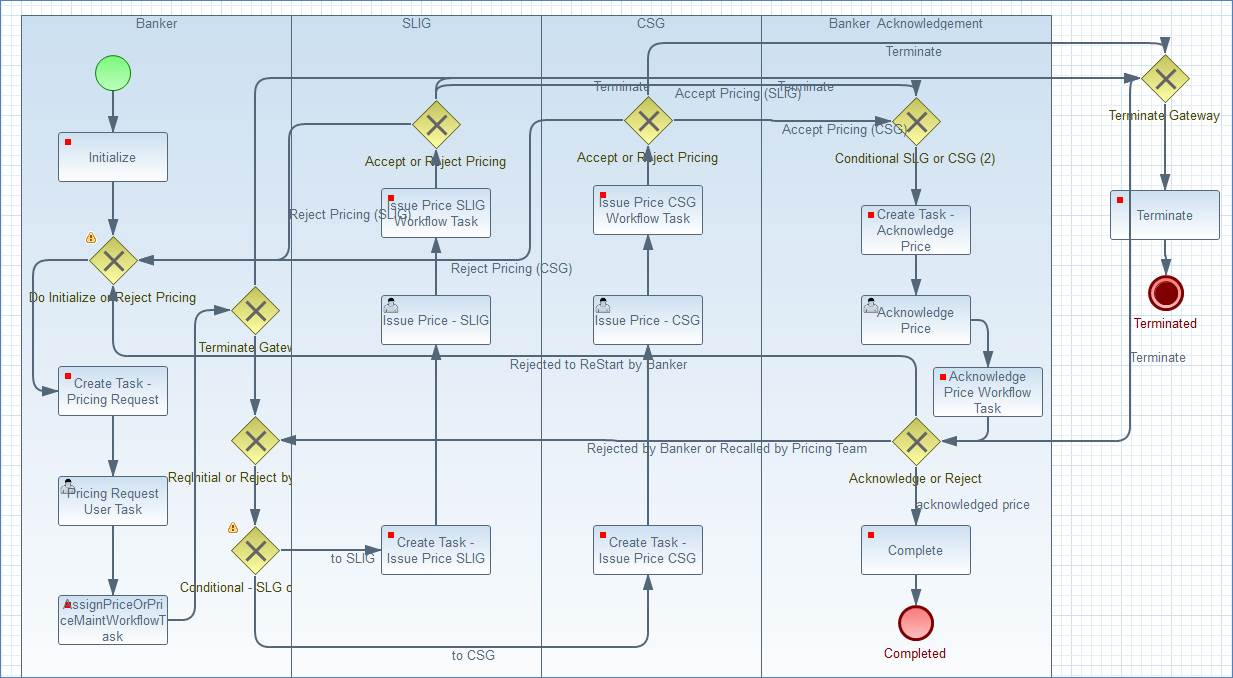 Banker
SLIG
CSG
Banker Acknowledgement
Terminate
Terminate
Accept Pricing (SLIG)
Terminate
Terminate Gateway
Accept Pricing (CSG)
Initialize
Accept or Reject Pricing
Accept or Reject Pricing
Conditional SLG or CSG (2)
Issue Price SLIG
Workflow Task
Issue Price CSG
Workflow Task
Reject Pricing (SLIG)
Create Task -
Acknowledge
Price
Terminate
Reject Pricing (CSG)
Do Initialize or Reject Pricing
Issue Price - SLIG
Issue Price - CSG
Acknowledge
Price
Terminated
Terminate Gatew
Rejected to ReStart by Banker
Terminate
Create Task -
Pricing Request
Acknowledge
Price Workflow
Task
Rejected by Banker or Recalled by Pricing Team
ReqInitial or Reject by
Acknowledge or Reject
Pricing Request
User Task
acknowledged price
Create Task -
Issue Price SLIG
Create Task -
Issue Price CSG
Complete
to SLIG
Conditional - SLG o
AssignPriceOrPri
ceMaintWorkflowT
ask
to CSG
Completed